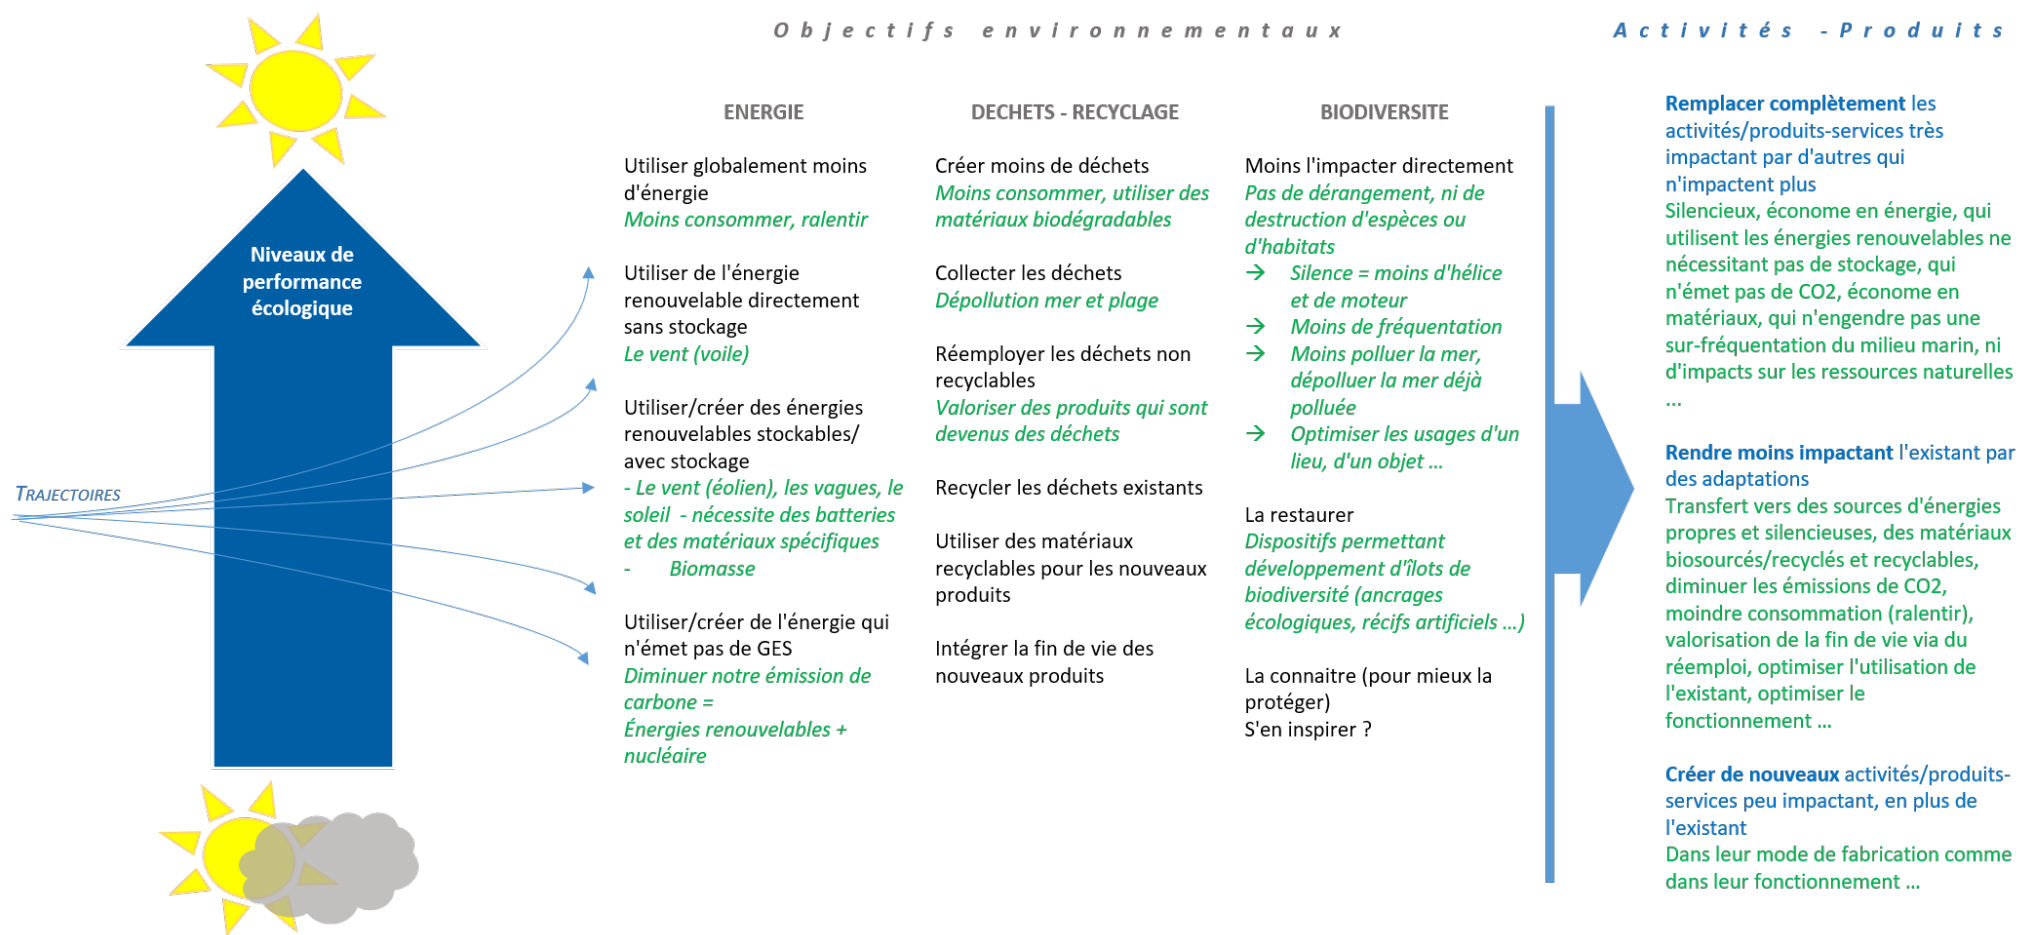 Objectifs environnementaux
Activités -Produits
Niveaux de
performance
écologique
TRAJECTOIRES
ENERGIE
Utiliser globalement moins
d'énergie
Moins consommer, ralentir
Utiliser de l'énergie
renouvelable directement
sans stockage
Le vent (voile)
Utiliser/créer des énergies
renouvelables stockables/
avec stockage
- Le vent (éolien), les vagues, le
soleil - nécessite des batteries
et des matériaux spécifiques
- Biomasse
Utiliser/créer de l'énergie qui
n'émet pas de GES
Diminuer notre émission de
carbone =
Énergies renouvelables +
nucléaire
DECHETS - RECYCLAGE
Créer moins de déchets
Moins consommer, utiliser des
matériaux biodégradables
Collecter les déchets
Dépollution mer et plage
Réemployer les déchets non
recyclables
Valoriser des produits qui sont
devenus des déchets
Recycler les déchets existants
Utiliser des matériaux
recyclables pour les nouveaux
produits
Intégrer la fin de vie des
nouveaux produits
BIODIVERSITE
Moins l'impacter directement
Pas de dérangement, ni de
destruction d'espèces ou
d'habitats
→ Silence = moins d'hélice
et de moteur
→ Moins de fréquentation
→ Moins polluer la mer,
dépolluer la mer déjà
polluée
→ Optimiser les usages d'un
lieu, d'un objet ...
La restaurer
Dispositifs permettant
développement d'îlots de
biodiversité (ancrages
écologiques, récifs artificiels ...)
La connaitre (pour mieux la
protéger)
S'en inspirer ?
Remplacer complètement les
activités/produits-services très
impactant par d'autres qui
n'impactent plus
Silencieux, économe en énergie, qui
utilisent les énergies renouvelables ne
nécessitant pas de stockage, qui
n'émet pas de CO2, économe en
matériaux, qui n'engendre pas une
sur-fréquentation du milieu marin, ni
d'impacts sur les ressources naturelles
...
Rendre moins impactant l'existant par
des adaptations
Transfert vers des sources d'énergies
propres et silencieuses, des matériaux
biosourcés/recyclés et recyclables,
diminuer les émissions de CO2,
moindre consommation (ralentir),
valorisation de la fin de vie via du
réemploi, optimiser l'utilisation de
l'existant, optimiser le
fonctionnement ...
Créer de nouveaux activités/produits-
services peu impactant, en plus de
l'existant
Dans leur mode de fabrication comme
dans leur fonctionnement ...